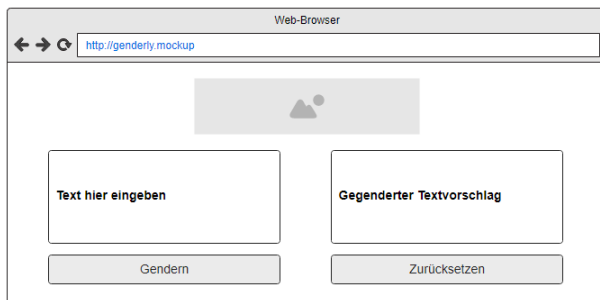 Web-Browser
http://genderly.mockup
Text hier eingeben
Gegenderter Textvorschlag
Gendern
Zurücksetzen